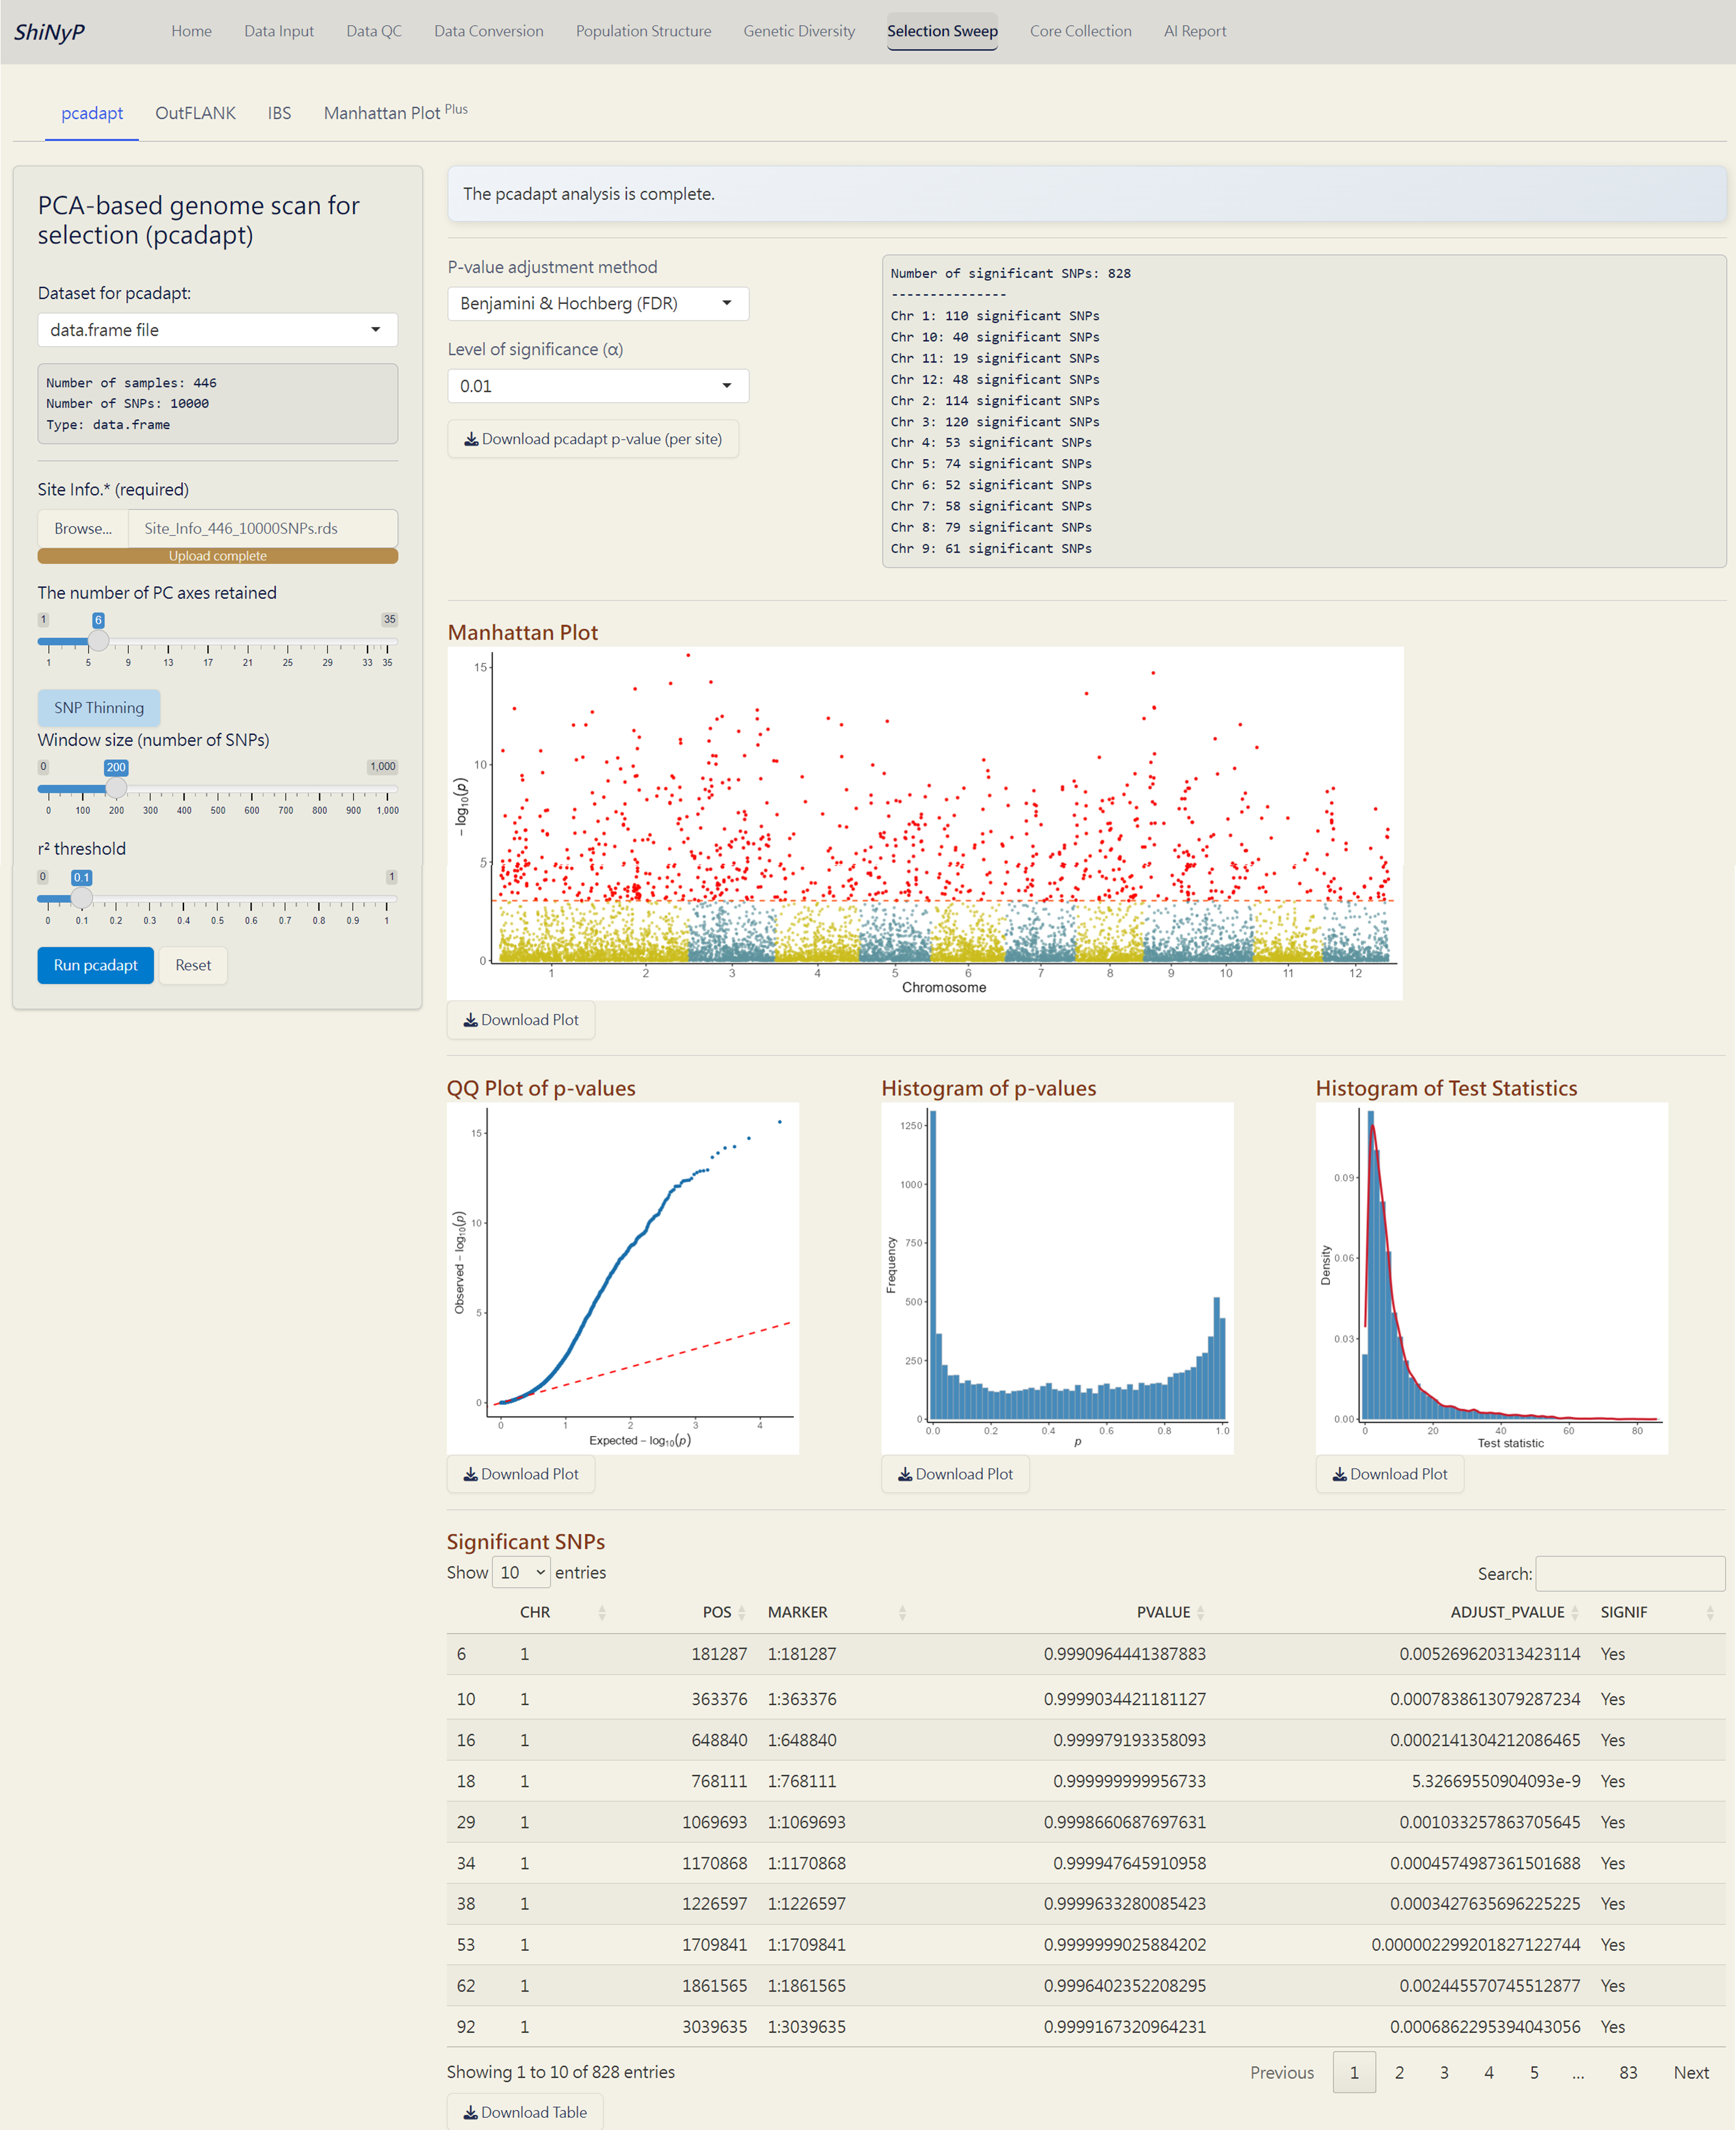 ShiNyP
Home Data Input Data QC Data Conversion Population Structure Genetic Diversity Selection Sweep Core Collection AI Report
pcadapt OutFLANK IBS Manhattan Plot Plus
PCA-based genome scan for
selection (pcadapt)
Dataset for pcadapt:
data.frame file
Number of samples: 446
Number of SNPs: 10000
Type: data.frame
Site Info.* (required)
Browse... Site_Info_446_10000SNPs.rds
Upload complete
The number of PC axes retained
1 6 35
1 5 9 13 17 21 25 29 33 35
SNP Thinning
Window size (number of SNPs)
0 200 1,000
0 100 200 300 400 500 600 700 800 900 1,000
r² threshold
0 0.1 1
0 0.1 0.2 0.3 0.4 0.5 0.6 0.7 0.8 0.9 1
Run pcadapt Reset
The pcadapt analysis is complete.
P-value adjustment method
Benjamini & Hochberg (FDR)
Level of significance (α)
0.01
Download pcadapt p-value (per site)
Number of significant SNPs: 828
---------------
Chr 1: 110 significant SNPs
Chr 10: 40 significant SNPs
Chr 11: 19 significant SNPs
Chr 12: 48 significant SNPs
Chr 2: 114 significant SNPs
Chr 3: 120 significant SNPs
Chr 4: 53 significant SNPs
Chr 5: 74 significant SNPs
Chr 6: 52 significant SNPs
Chr 7: 58 significant SNPs
Chr 8: 79 significant SNPs
Chr 9: 61 significant SNPs
Manhattan Plot
− log10(p)
15
10
5
0
1 2 3 4 5 6 7 8 9 10 11 12
Chromosome
Download Plot
QQ Plot of p-values
Observed − log10(p)
15
10
5
0
0 1 2 3 4
Expected − log10(p)
Download Plot
Histogram of p-values
Frequency
1250
1000
750
500
250
0
0.0 0.2 0.4 0.6 0.8 1.0
p
Download Plot
Histogram of Test Statistics
Density
0.09
0.06
0.03
0.00
0 20 40 60 80
Test statistic
Download Plot
Significant SNPs
Show 10 entries
Search:
CHR POS MARKER PVALUE ADJUST_PVALUE SIGNIF
6 1 181287 1:181287 0.9990964441387883 0.005269620313423114 Yes
10 1 363376 1:363376 0.9999034421181127 0.0007838613079287234 Yes
16 1 648840 1:648840 0.999979193358093 0.0002141304212086465 Yes
18 1 768111 1:768111 0.999999999956733 5.32669550904093e-9 Yes
29 1 1069693 1:1069693 0.9998660687697631 0.001033257863705645 Yes
34 1 1170868 1:1170868 0.999947645910958 0.0004574987361501688 Yes
38 1 1226597 1:1226597 0.9999633280085423 0.0003427635696225225 Yes
53 1 1709841 1:1709841 0.9999999025884202 0.000002299201827122744 Yes
62 1 1861565 1:1861565 0.9996402352208295 0.002445570745512877 Yes
92 1 3039635 1:3039635 0.9999167320964231 0.0006862295394043056 Yes
Showing 1 to 10 of 828 entries
Previous 1 2 3 4 5 ... 83 Next
Download Table